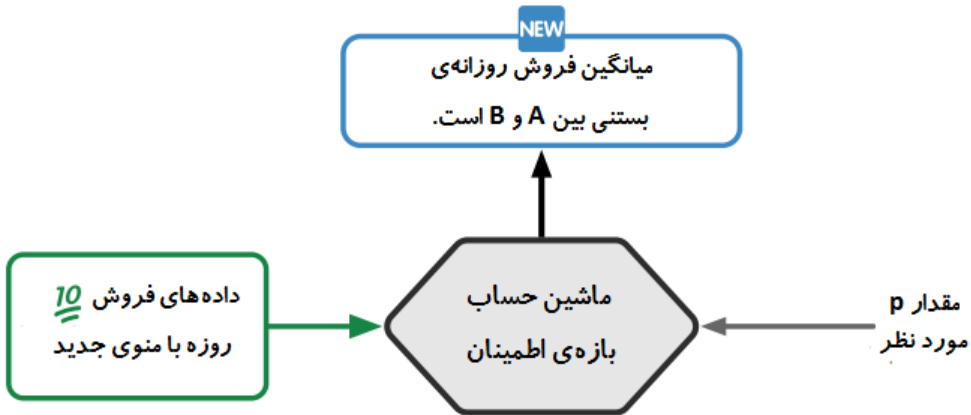 NEW
میانگین فروش روزانه‌ی
بستنی بین A و B است.
داده‌های فروش 10
روزه با منوی جدید
ماشین حساب
بازه‌ی اطمینان
مقدار p
مورد نظر